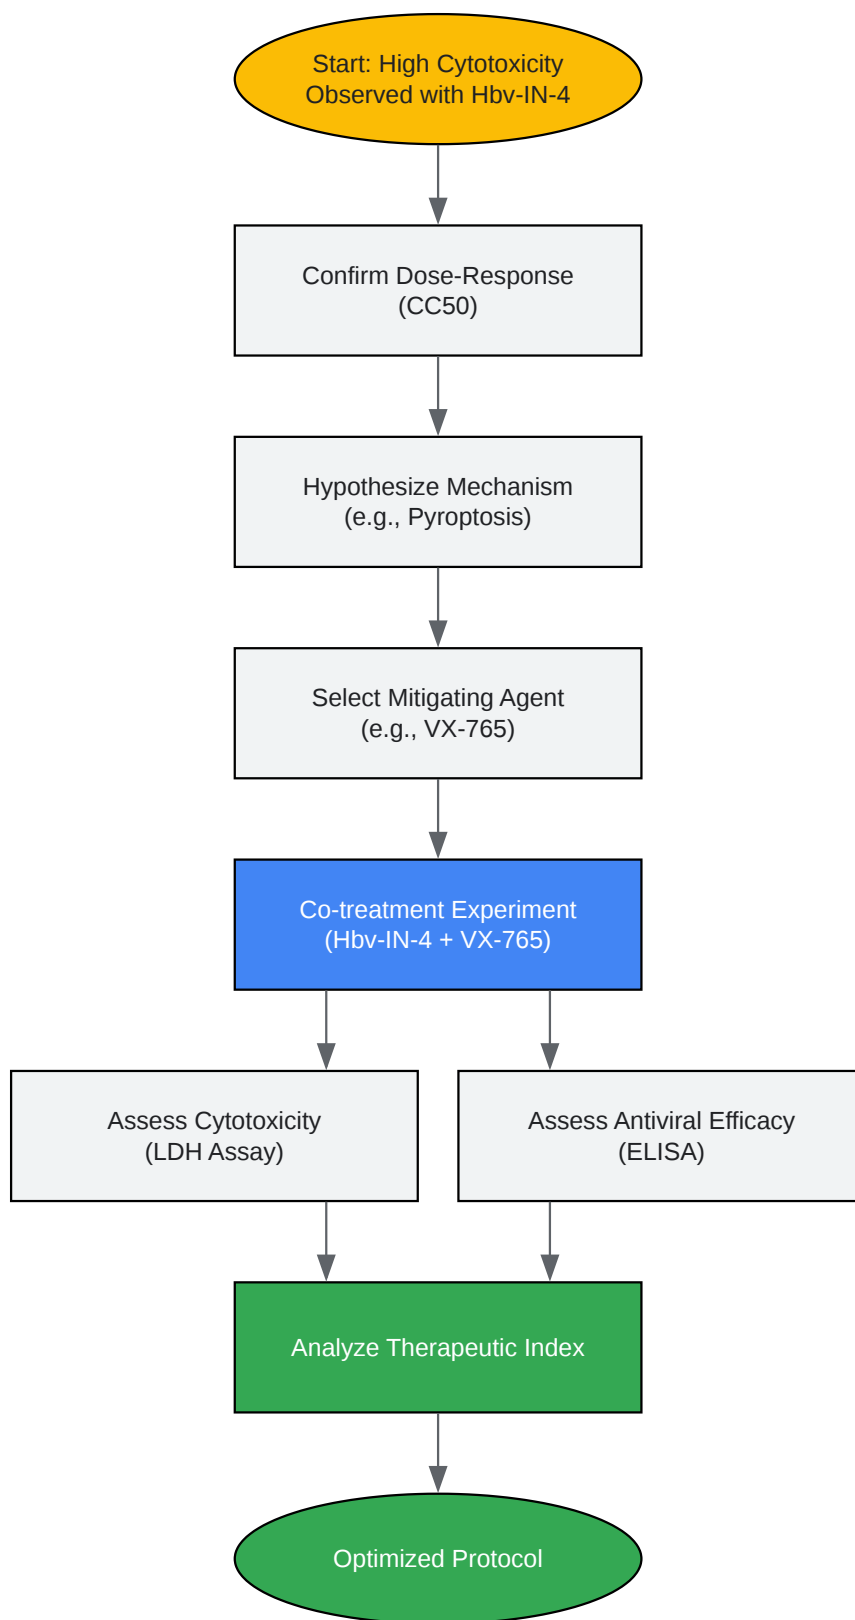 Start: High Cytotoxicity
Observed with Hbv-IN-4
Confirm Dose-Response
(CC50)
Hypothesize Mechanism
(e.g., Pyroptosis)
Select Mitigating Agent
(e.g., VX-765)
Co-treatment Experiment
(Hbv-IN-4 + VX-765)
Assess Cytotoxicity
(LDH Assay)
Assess Antiviral Efficacy
(ELISA)
Analyze Therapeutic Index
Optimized Protocol